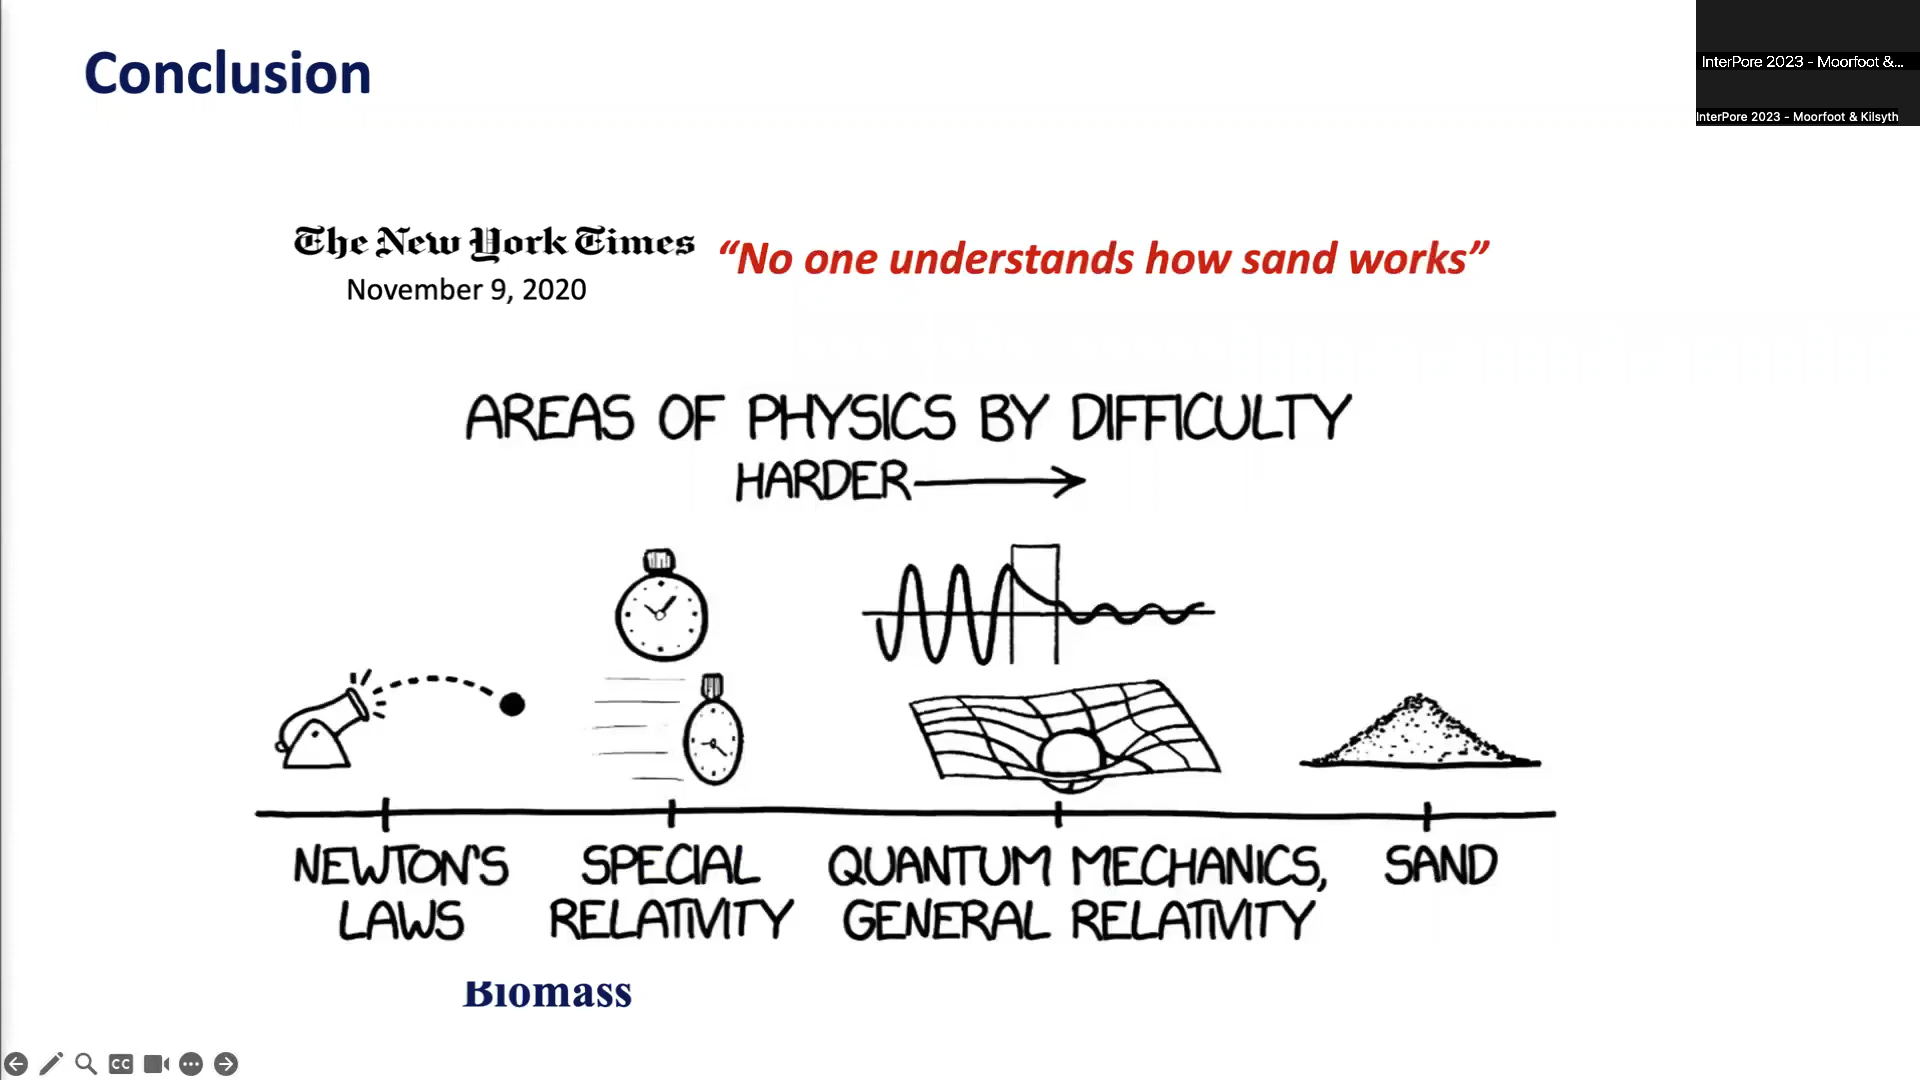 Conclusion
InterPore 2023 - Moorfoot &...
InterPore 2023 - Moorfoot & Kilsyth
The New York Times
November 9, 2020
“No one understands how sand works”
AREAS OF PHYSICS BY DIFFICULTY
HARDER
NEWTON'S
LAWS
SPECIAL
RELATIVITY
QUANTUM MECHANICS,
GENERAL RELATIVITY
SAND
Biomass
CC